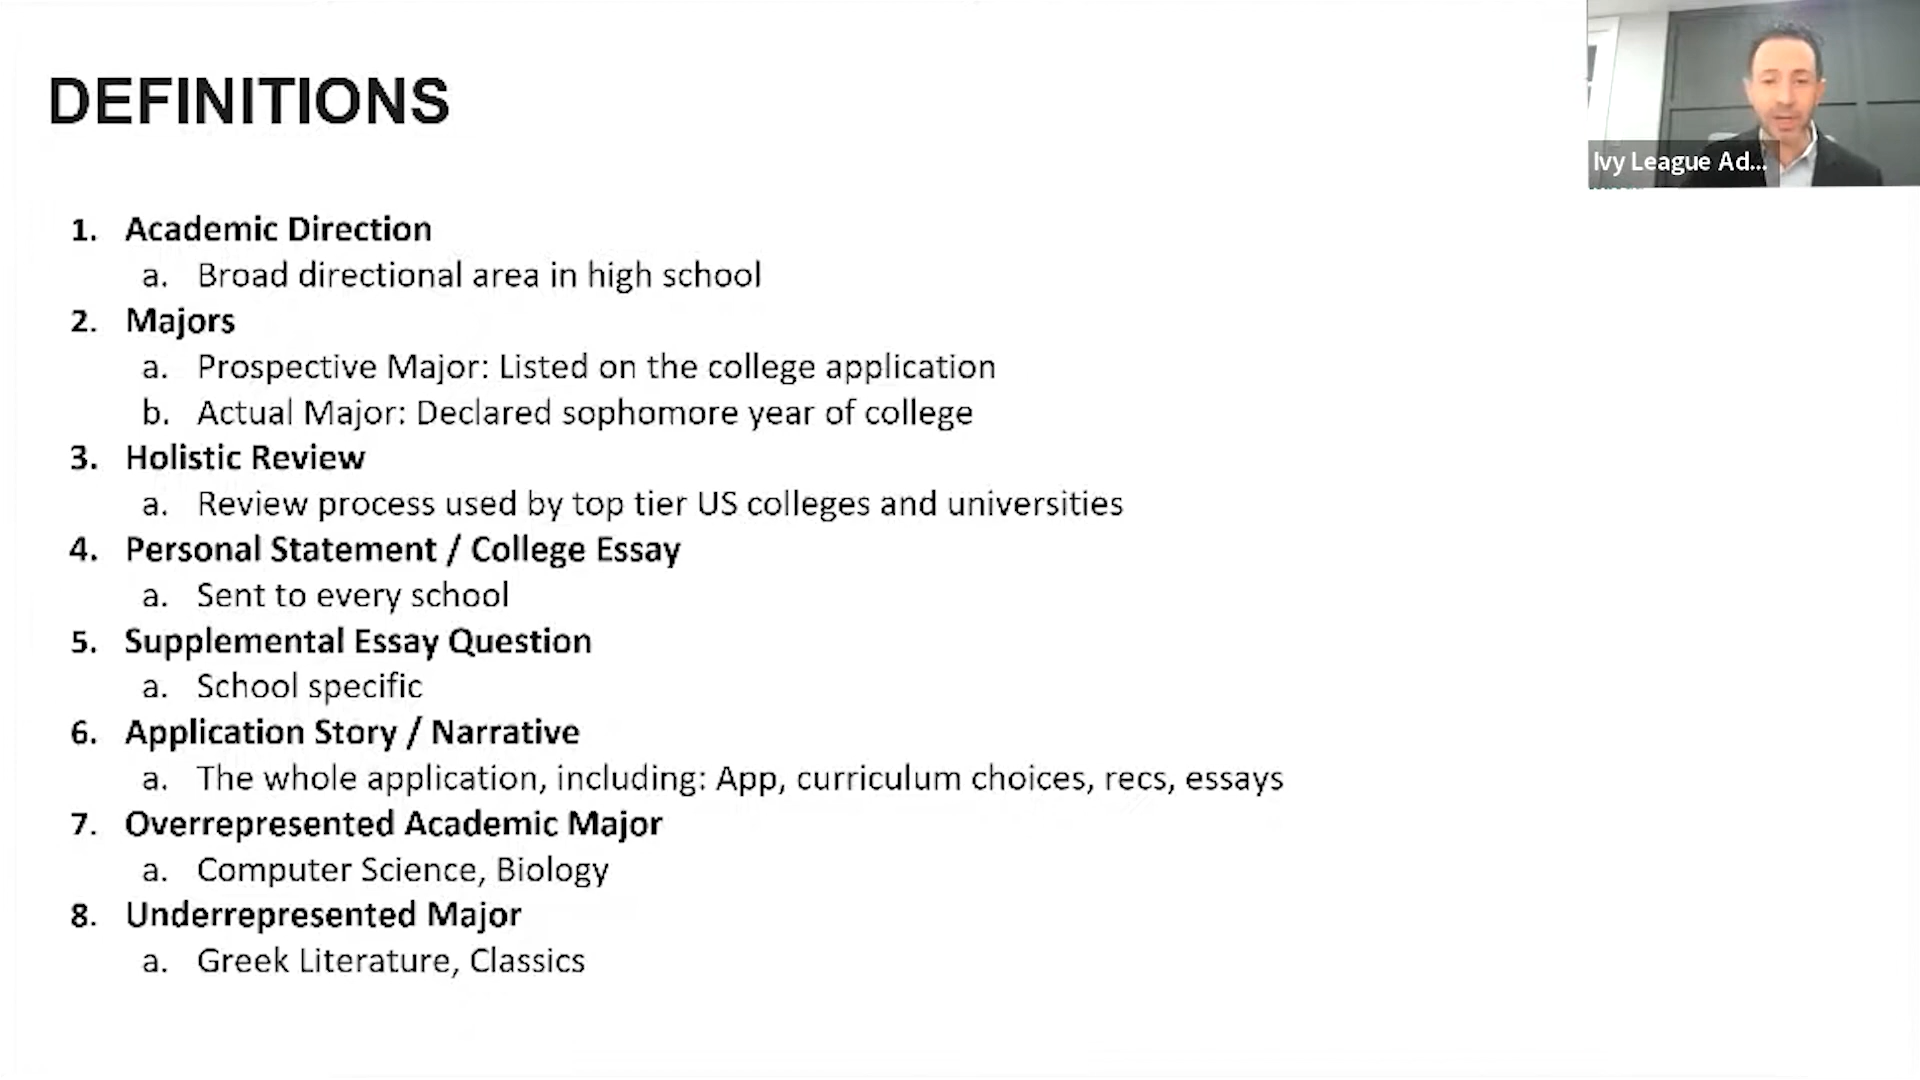 DEFINITIONS
Ivy League Ad...
1. Academic Direction
a. Broad directional area in high school
2. Majors
a. Prospective Major: Listed on the college application
b. Actual Major: Declared sophomore year of college
3. Holistic Review
a. Review process used by top tier US colleges and universities
4. Personal Statement / College Essay
a. Sent to every school
5. Supplemental Essay Question
a. School specific
6. Application Story / Narrative
a. The whole application, including: App, curriculum choices, recs, essays
7. Overrepresented Academic Major
a. Computer Science, Biology
8. Underrepresented Major
a. Greek Literature, Classics